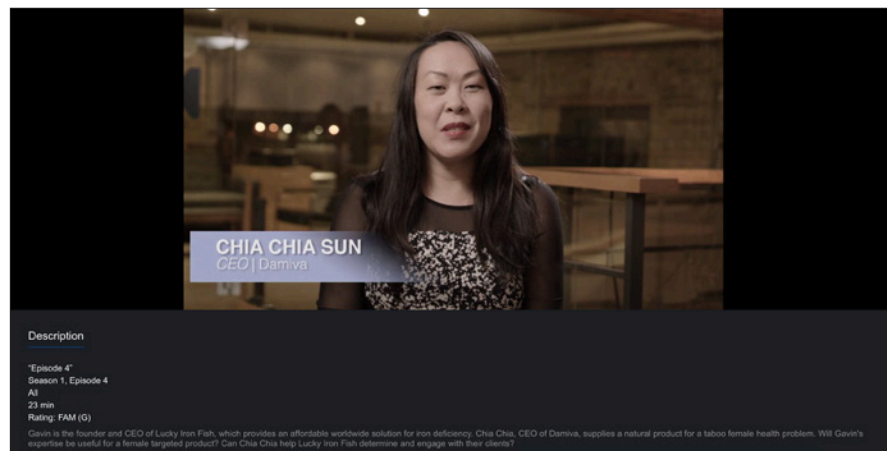 CHIA CHIA SUN
CEO | Damiva
Description
"Episode 4"
Season 1, Episode 4
All
23 min
Rating: FAM (G)
Gavin is the founder and CEO of Lucky Iron Fish, which provides an affordable worldwide solution for iron deficiency. Chia Chia, CEO of Damiva, supplies a natural product for a taboo female health problem. Will Gavin's
expertise be useful for a female targeted product? Can Chia Chia help Lucky Iron Fish determine and engage with their clients?